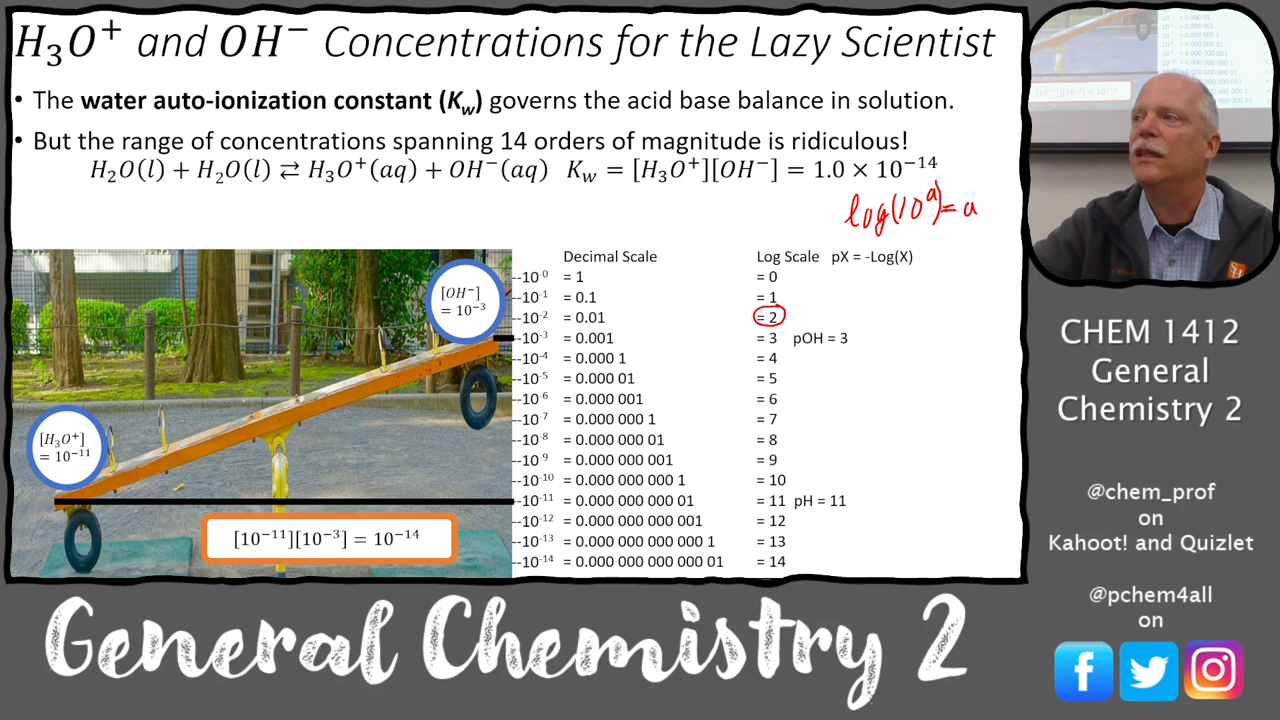 H₃O⁺ and OH⁻ Concentrations for the Lazy Scientist
• The water auto-ionization constant (Kw) governs the acid base balance in solution.
• But the range of concentrations spanning 14 orders of magnitude is ridiculous!
H₂O(l) + H₂O(l) ⇄ H₃O⁺(aq) + OH⁻(aq) Kw = [H₃O⁺][OH⁻] = 1.0 × 10⁻¹⁴
log(10ᵃ) = a
[OH⁻]
= 10⁻³
[H₃O⁺]
= 10⁻¹¹
[10⁻¹¹][10⁻³] = 10⁻¹⁴
Decimal Scale Log Scale pX = -Log(X)
--10⁻⁰ = 1 = 0
--10⁻¹ = 0.1 = 1
--10⁻² = 0.01 = 2
--10⁻³ = 0.001 = 3 pOH = 3
--10⁻⁴ = 0.000 1 = 4
--10⁻⁵ = 0.000 01 = 5
--10⁻⁶ = 0.000 001 = 6
--10⁻⁷ = 0.000 000 1 = 7
--10⁻⁸ = 0.000 000 01 = 8
--10⁻⁹ = 0.000 000 001 = 9
--10⁻¹⁰ = 0.000 000 000 1 = 10
--10⁻¹¹ = 0.000 000 000 01 = 11 pH = 11
--10⁻¹² = 0.000 000 000 001 = 12
--10⁻¹³ = 0.000 000 000 000 1 = 13
--10⁻¹⁴ = 0.000 000 000 000 01 = 14
CHEM 1412
General
Chemistry 2
@chem_prof
on
Kahoot! and Quizlet
@pchem4all
on
General Chemistry 2